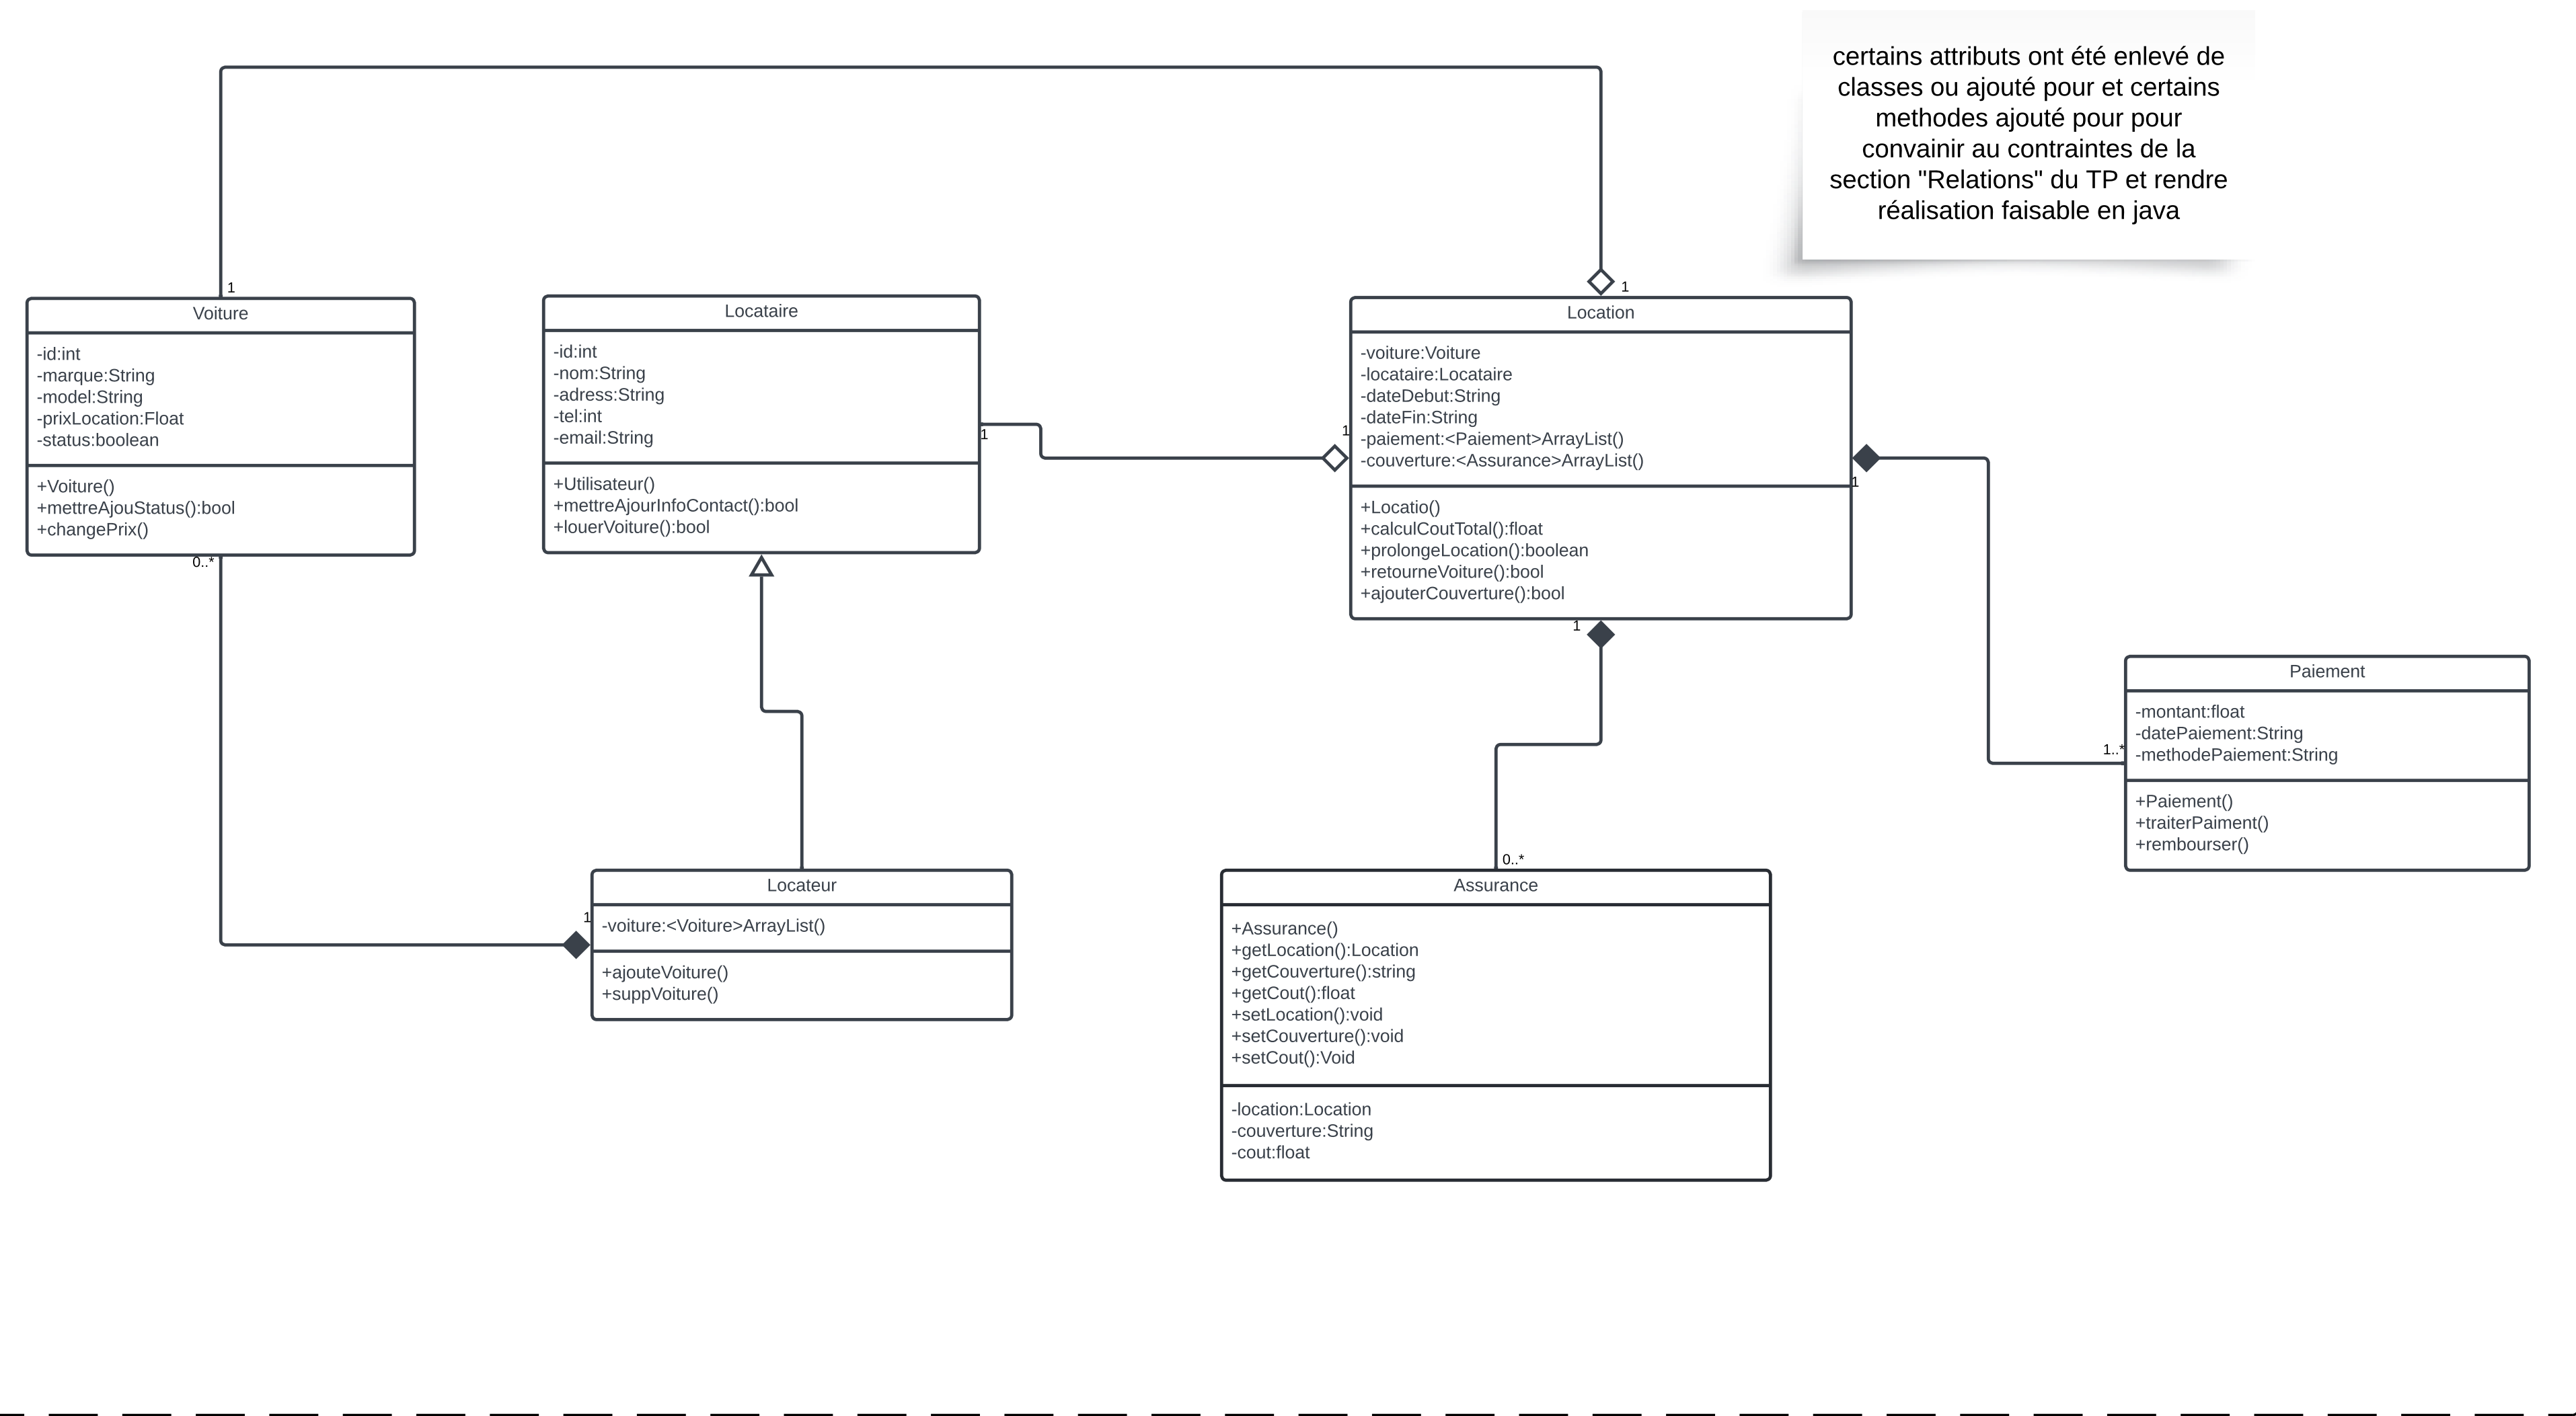 certains attributs ont été enlevé de
classes ou ajouté pour et certains
methodes ajouté pour pour
convainir au contraintes de la
section "Relations" du TP et rendre
réalisation faisable en java
1
1
Voiture
-id:int
-marque:String
-model:String
-prixLocation:Float
-status:boolean
+Voiture()
+mettreAjouStatus():bool
+changePrix()
0..*
Locataire
-id:int
-nom:String
-adress:String
-tel:int
-email:String
+Utilisateur()
+mettreAjourInfoContact():bool
+louerVoiture():bool
1
1
Location
-voiture:Voiture
-locataire:Locataire
-dateDebut:String
-dateFin:String
-paiement:<Paiement>ArrayList()
-couverture:<Assurance>ArrayList()
+Locatio()
+calculCoutTotal():float
+prolongeLocation():boolean
+retourneVoiture():bool
+ajouterCouverture():bool
1
1
1..*
Paiement
-montant:float
-datePaiement:String
-methodePaiement:String
+Paiement()
+traiterPaiment()
+rembourser()
1
Locateur
-voiture:<Voiture>ArrayList()
+ajouteVoiture()
+suppVoiture()
0..*
Assurance
+Assurance()
+getLocation():Location
+getCouverture():string
+getCout():float
+setLocation():void
+setCouverture():void
+setCout():Void
-location:Location
-couverture:String
-cout:float